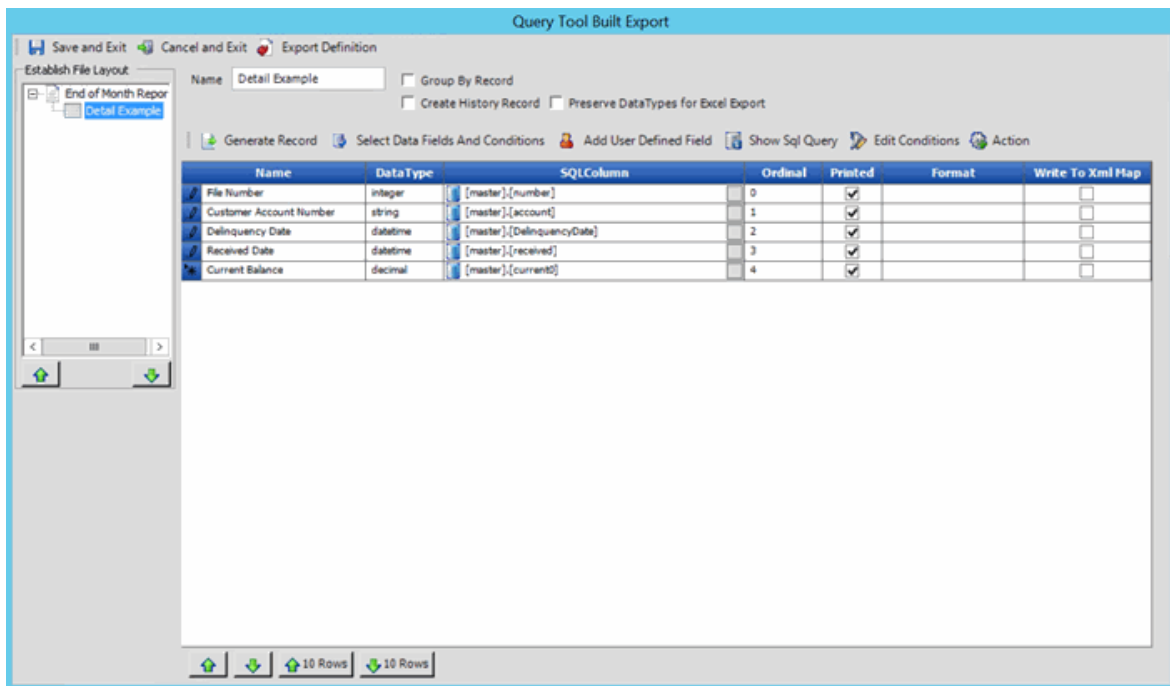 Query Tool Built Export
Save and Exit Cancel and Exit Export Definition
Establish File Layout
End of Month Repor
Detail Example
Name Detail Example Group By Record
Create History Record Preserve DataTypes for Excel Export
Generate Record Select Data Fields And Conditions Add User Defined Field Show Sql Query Edit Conditions Action
Name DataType SQLColumn Ordinal Printed Format Write To Xml Map
File Number integer [master].[number] 0
Customer Account Number string [master].[account] 1
Delinquency Date datetime [master].[DelinquencyDate] 2
Received Date datetime [master].[received] 3
Current Balance decimal [master].[current0] 4
10 Rows 10 Rows